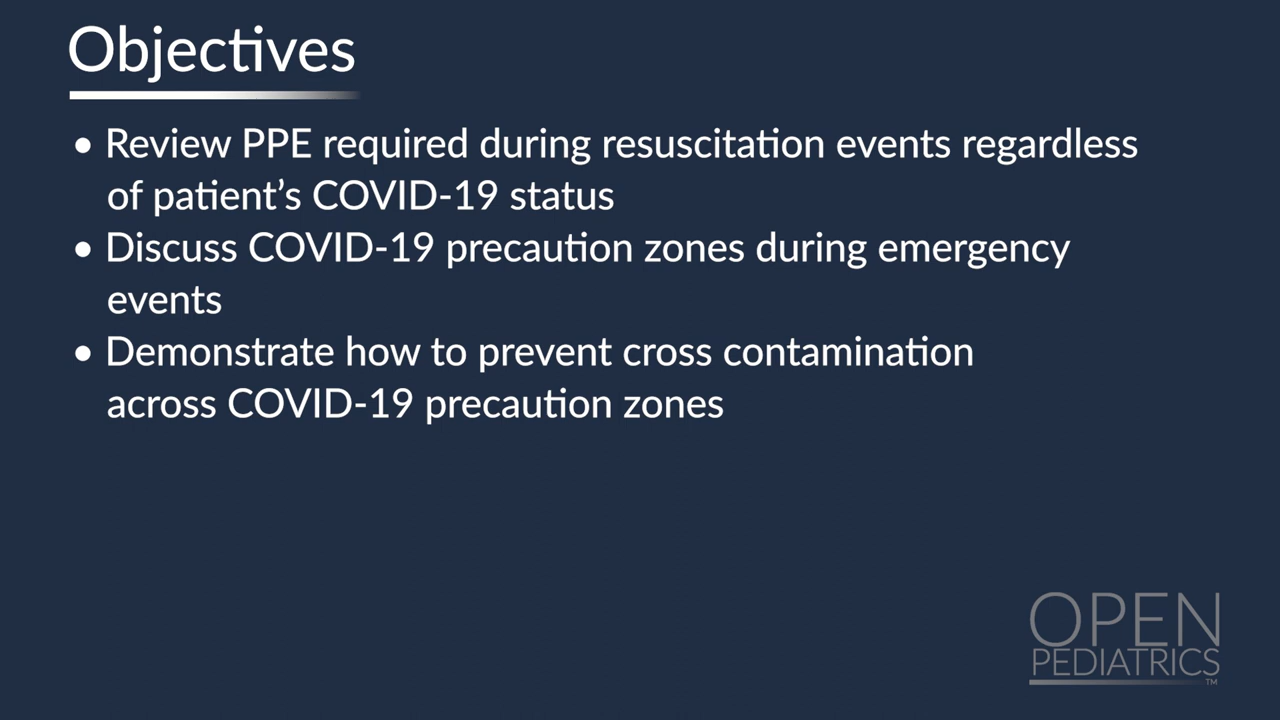 Objectives
• Review PPE required during resuscitation events regardless
of patient’s COVID-19 status
• Discuss COVID-19 precaution zones during emergency
events
• Demonstrate how to prevent cross contamination
across COVID-19 precaution zones
OPEN
PEDIATRICS
™